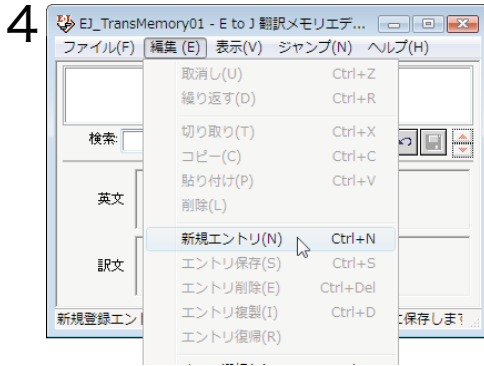 4
EJ_TransMemory01 - E to J 翻訳メモリエデ...
ファイル(F) 編集 (E) 表示(V) ジャンプ(N) ヘルプ(H)
取消し(U) Ctrl+Z
繰り返す(D) Ctrl+R
切り取り(T) Ctrl+X
検索
コピー(C) Ctrl+C
貼り付け(P) Ctrl+V
英文
削除(L)
新規エントリ(N) Ctrl+N
訳文
エントリ保存(S) Ctrl+S
エントリ削除(E) Ctrl+Del
エントリ複製(I) Ctrl+D
新規登録エント
に保存しま
エントリ復帰(R)